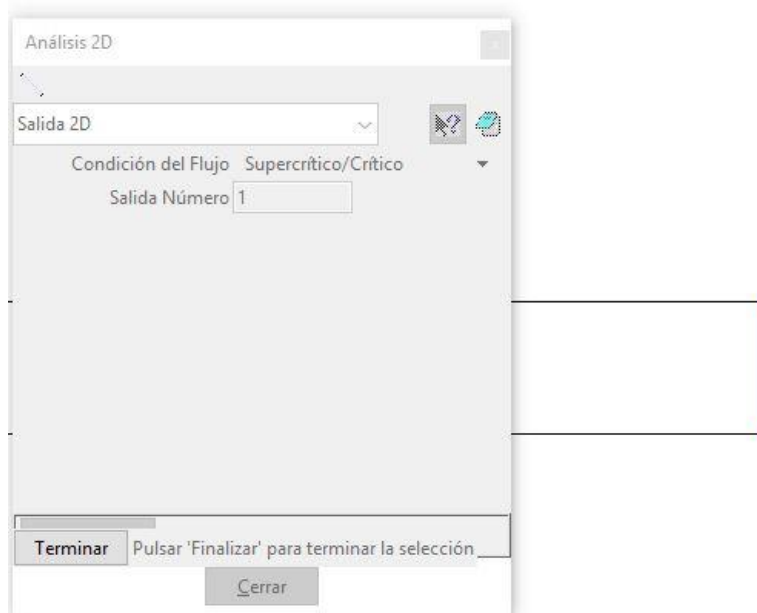 Análisis 2D
Salida 2D
Condición del Flujo Supercrítico/Crítico
Salida Número 1
Terminar Pulsar 'Finalizar' para terminar la selección
Cerrar